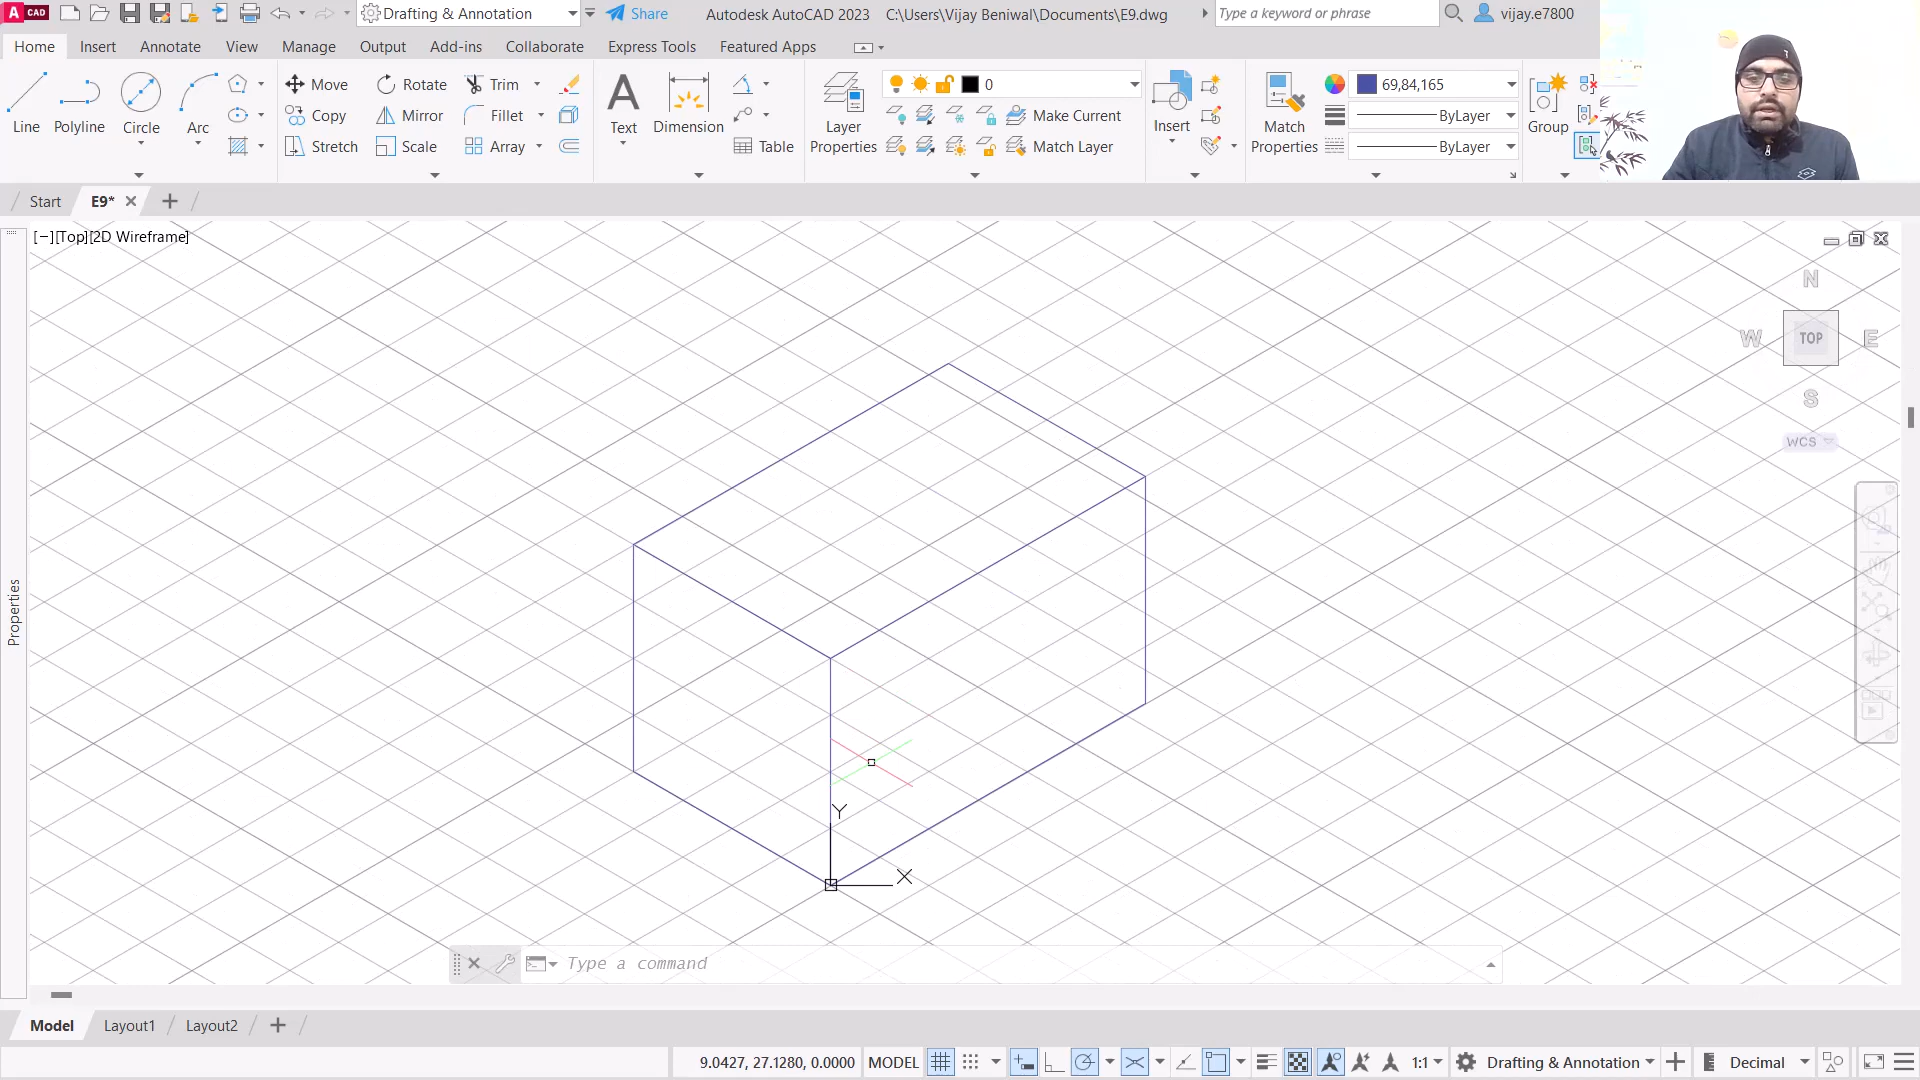 A CAD Drafting & Annotation Share Autodesk AutoCAD 2023 C:\Users\Vijay Beniwal\Documents\E9.dwg Type a keyword or phrase vijay.e7800
Home Insert Annotate View Manage Output Add-ins Collaborate Express Tools Featured Apps
Line
Polyline
Circle
Arc
Move Rotate Trim
Copy Mirror Fillet
Stretch Scale Array
A
Text
Dimension
Table
Layer
Properties
0
Make Current
Match Layer
Insert
Match
Properties
69,84,165
ByLayer
ByLayer
Group
Start E9*
[−][Top][2D Wireframe]
N
W TOP E
S
WCS
Properties
Y
X
Type a command
Model Layout1 Layout2
9.0427, 27.1280, 0.0000 MODEL 1:1 Drafting & Annotation Decimal